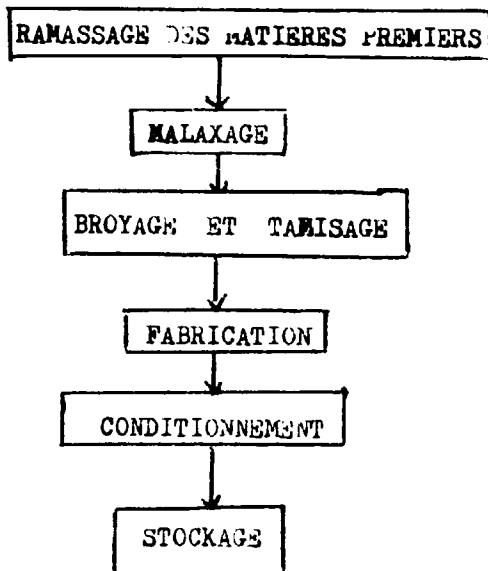 RAMASSAGE DES MATIERES PREMIERS
MALAXAGE
BROYAGE ET TAMISAGE
FABRICATION
CONDITIONNEMENT
STOCKAGE